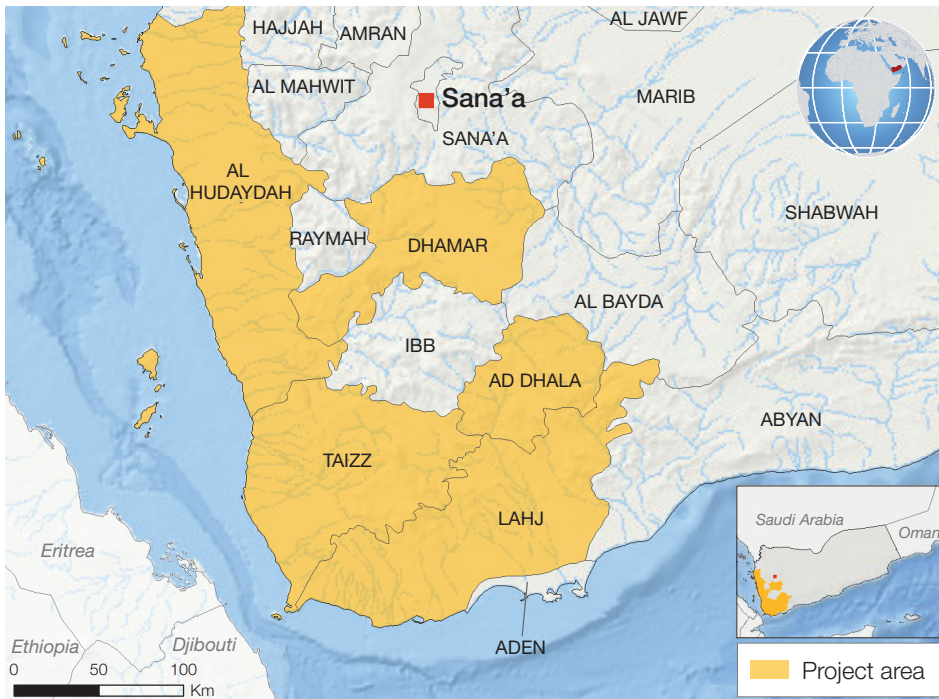 HAJJAH
AMRAN
AL JAWF
AL MAHWIT
Sana’a
MARIB
SANA’A
AL
HUDAYDAH
SHABWAH
RAYMAH
DHAMAR
AL BAYDA
IBB
AD DHALA
ABYAN
TAIZZ
LAHJ
Saudi Arabia
Oman
Eritrea
Ethiopia
Djibouti
ADEN
0 50 100
Km
Project area